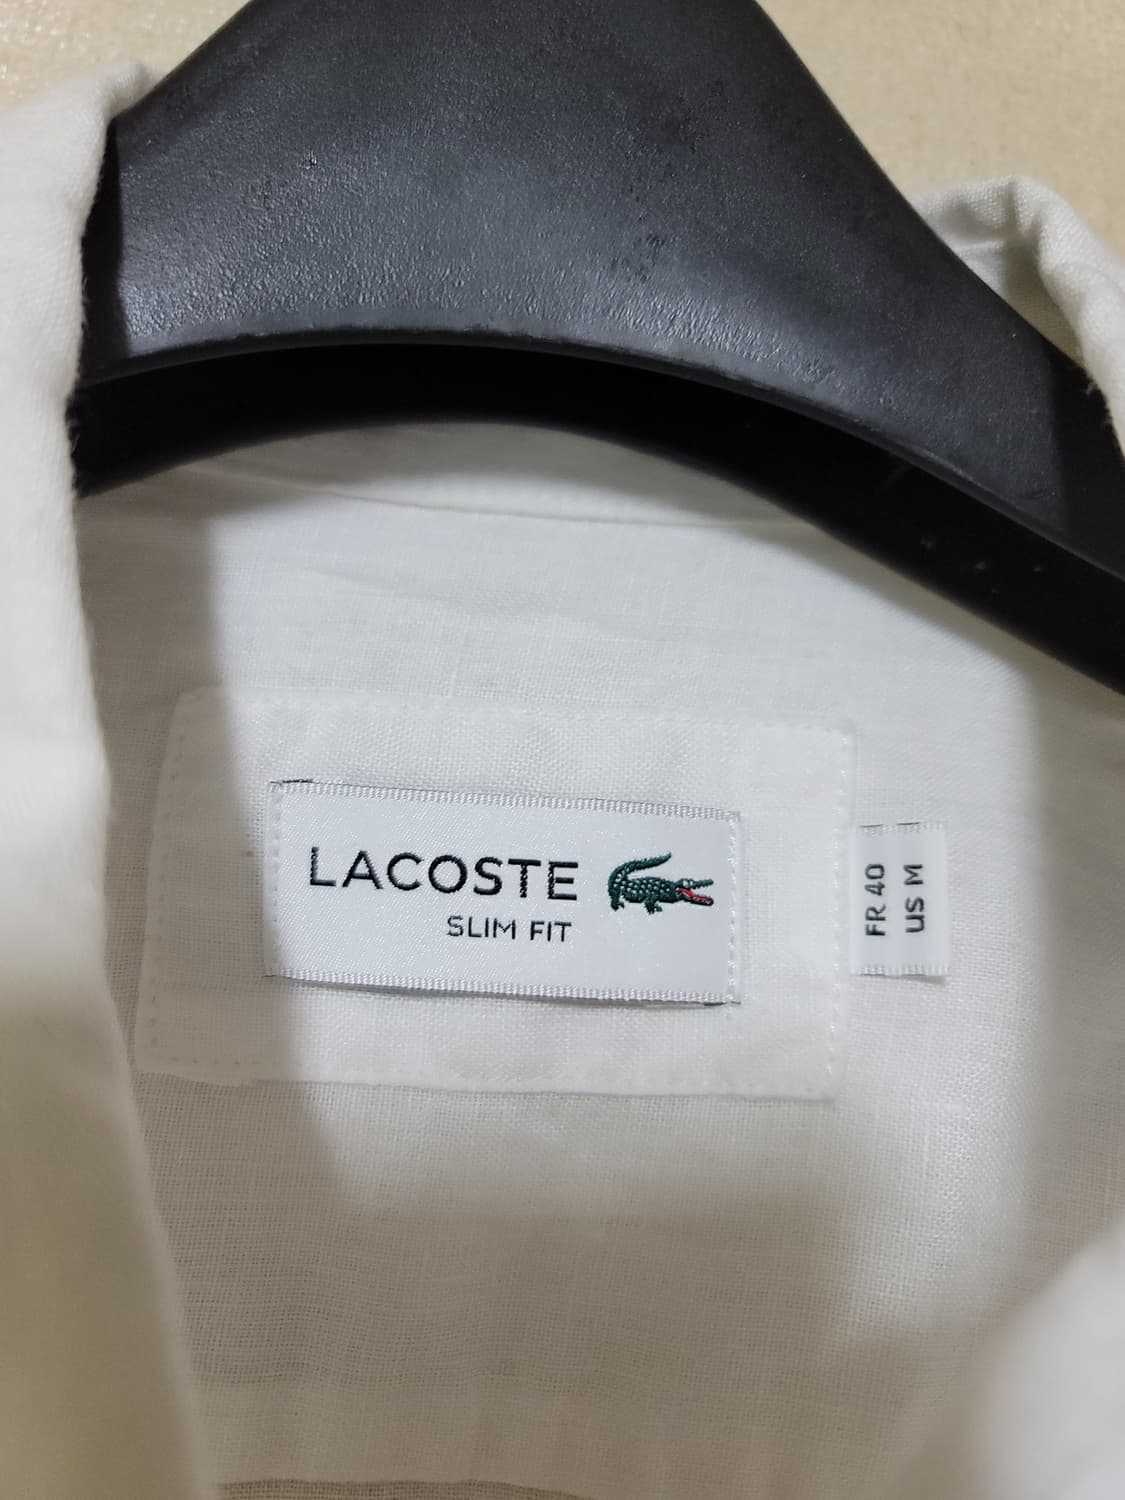 LACOSTE
SLIM FIT
FR 40
US M